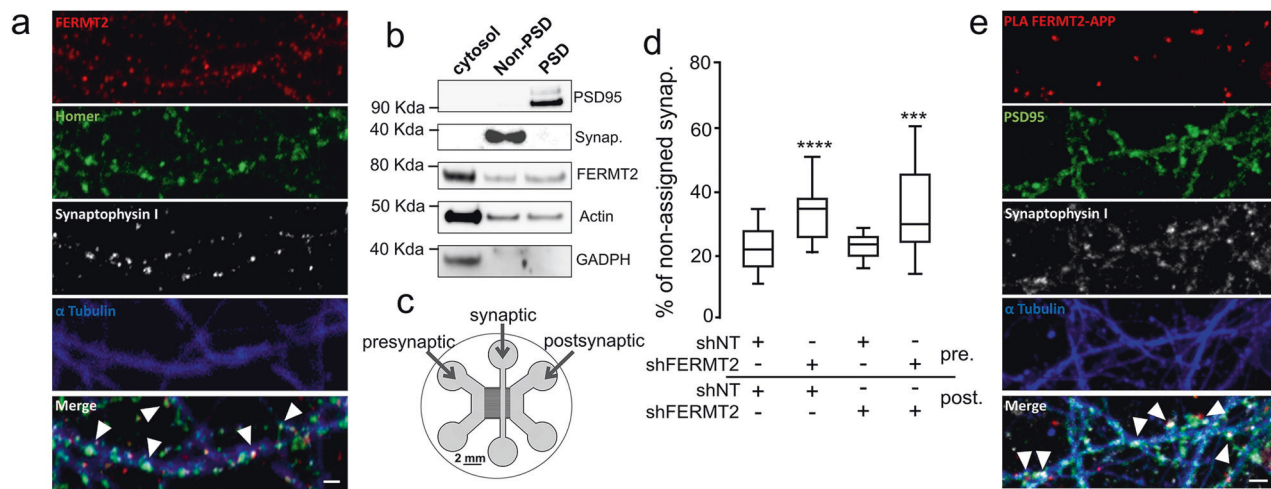 a
FERMT2
Homer
Synaptophysin I
α Tubulin
Merge
b
cytosol
Non-PSD
PSD
90 Kda
PSD95
40 Kda
Synap.
80 Kda
FERMT2
50 Kda
Actin
40 Kda
GADPH
c
synaptic
presynaptic
postsynaptic
2 mm
d
% of non-assigned synap.
80
60
40
20
0
****
***
shNT + - + -
shFERMT2 - + - + pre.
shNT + + - - post.
shFERMT2 - - + +
e
PLA FERMT2-APP
PSD95
Synaptophysin I
α Tubulin
Merge